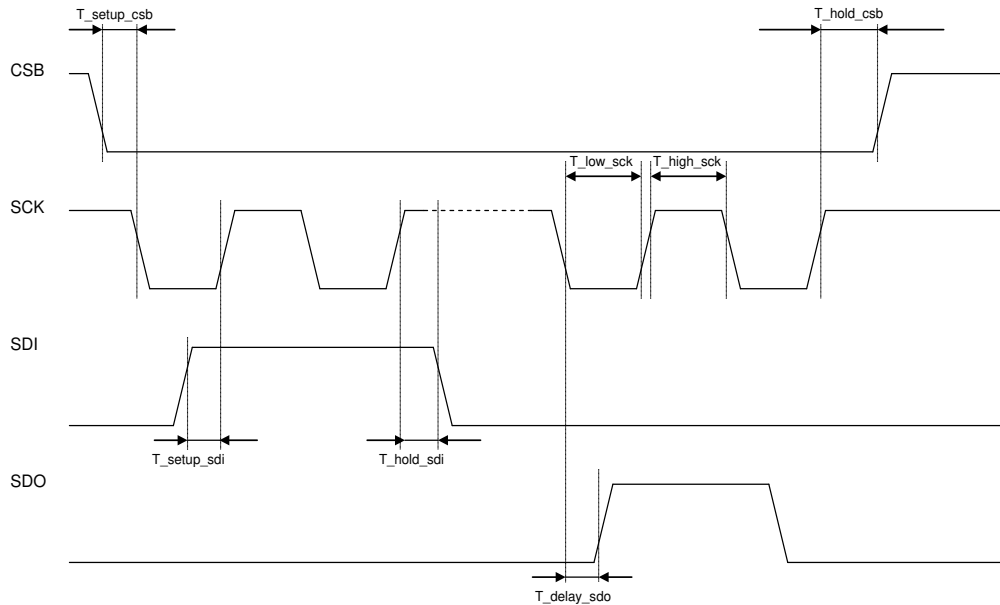 T_setup_csb
T_hold_csb
CSB
T_low_sck
T_high_sck
SCK
SDI
T_setup_sdi
T_hold_sdi
SDO
T_delay_sdo